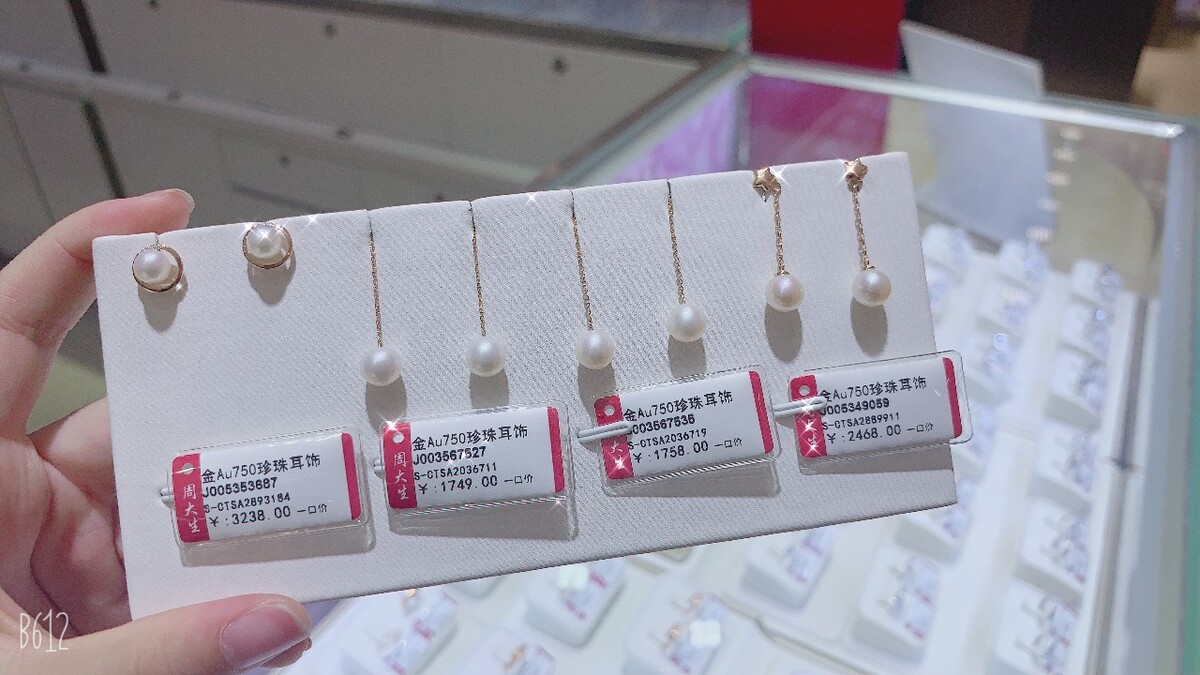 周大生
金Au750珍珠耳饰
J005353687
S-CTSA2893184
¥:3238.00 一口价
周大生
金Au750珍珠耳饰
J003567527
S-CTSA2036711
¥:1749.00 一口价
大
金Au750珍珠耳饰
J003567535
S-CTSA2036719
¥:1758.00 一口价
生
金Au750珍珠耳饰
J005349059
S-CTSA2889911
¥:2468.00 一口价
B612